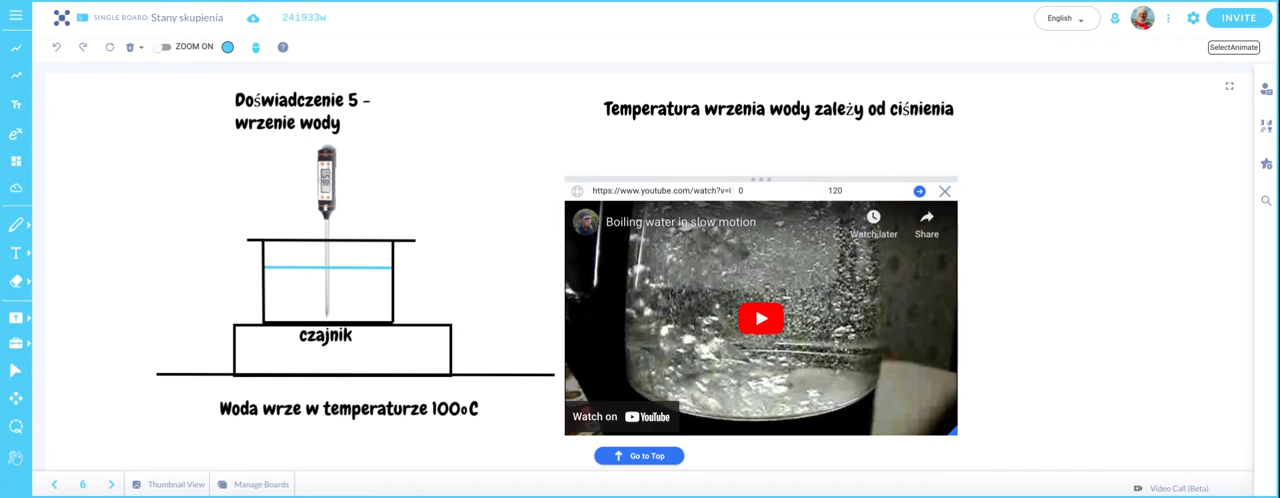 SINGLE BOARD: Stany skupienia
241933w
English
INVITE
ZOOM ON
SelectAnimate
Doświadczenie 5 -
wrzenie wody
Temperatura wrzenia wody zależy od ciśnienia
https://www.youtube.com/watch?v=
0
120
Boiling water in slow motion
Watch later
Share
czajnik
Woda wrze w temperaturze 100oC
Watch on YouTube
Go to Top
6
Thumbnail View
Manage Boards
Video Call (Beta)